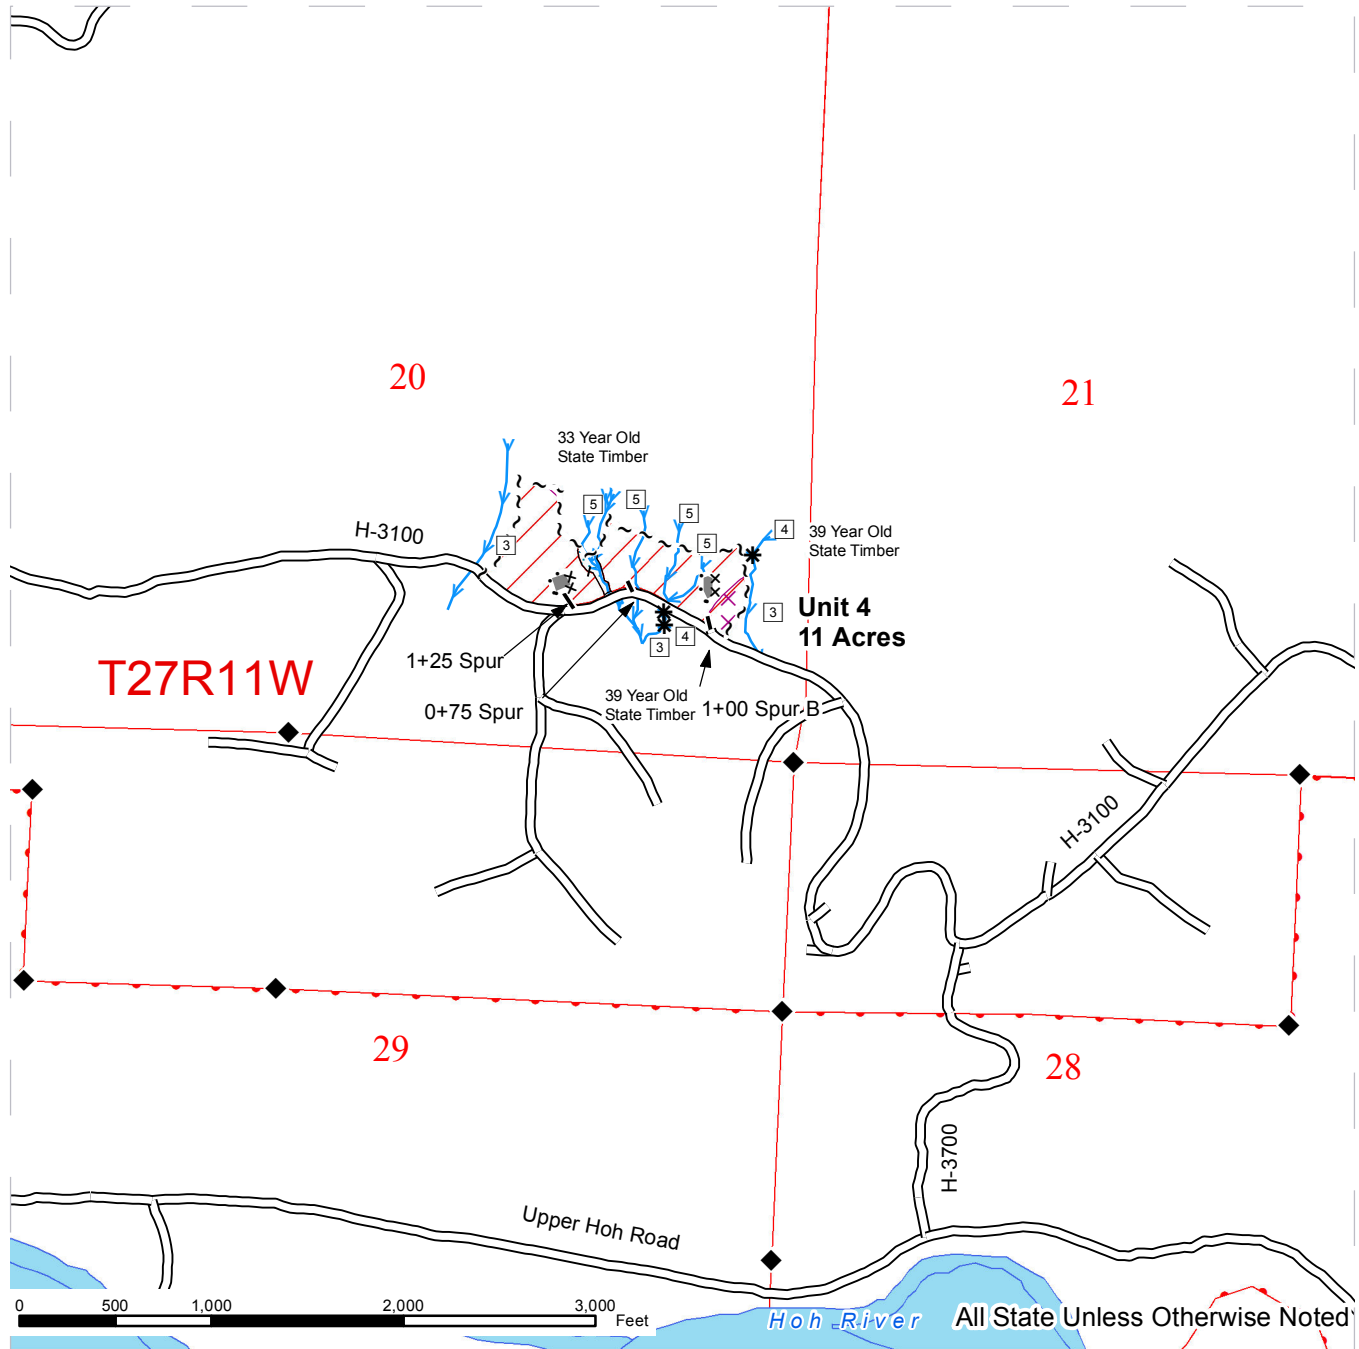 20
21
33 Year Old
State Timber
5
5
5
5
4
39 Year Old
State Timber
H-3100
3
3
Unit 4
11 Acres
4
3
1+25 Spur
T27R11W
39 Year Old
State Timber
1+00 Spur B
0+75 Spur
H-3100
29
28
H-3700
Upper Hoh Road
0 500 1,000 2,000 3,000
Feet
Hoh River
All State Unless Otherwise Noted